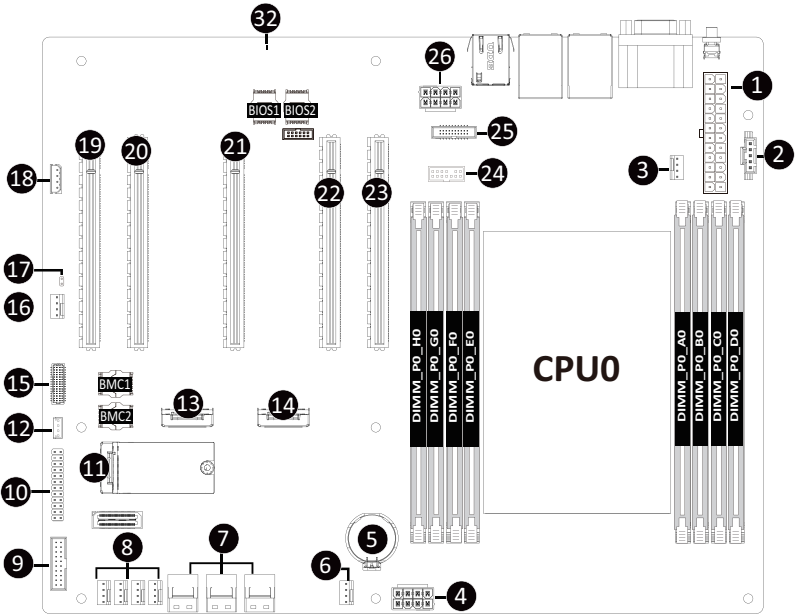 32
26
1
BIOS1 BIOS2
25
2
19
20
21
22
23
3
18
24
17
16
DIMM_P0_H0
DIMM_P0_G0
DIMM_P0_F0
DIMM_P0_E0
CPU0
DIMM_P0_A0
DIMM_P0_B0
DIMM_P0_C0
DIMM_P0_D0
15
BMC1
13
14
12
BMC2
11
10
8
7
5
9
6
4